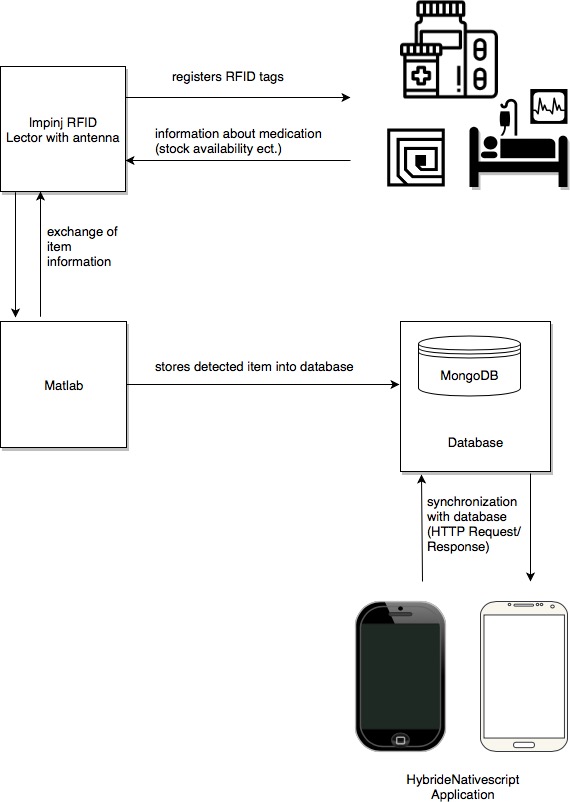 registers RFID tags
Impinj RFID
Lector with antenna
information about medication
(stock availability ect.)
exchange of
item
information
Matlab
stores detected item into database
MongoDB
Database
synchronization
with database
(HTTP Request/
Response)
HybrideNativescript
Application